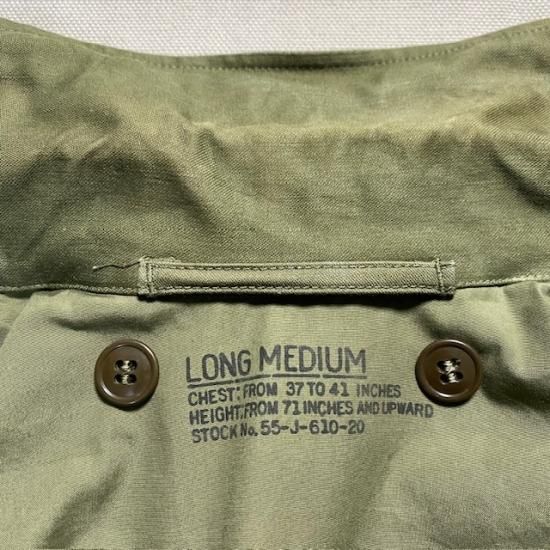 LONG MEDIUM
CHEST: FROM 37 TO 41 INCHES
HEIGHT: FROM 71 INCHES AND UPWARD
STOCK No. 55-J-610-20